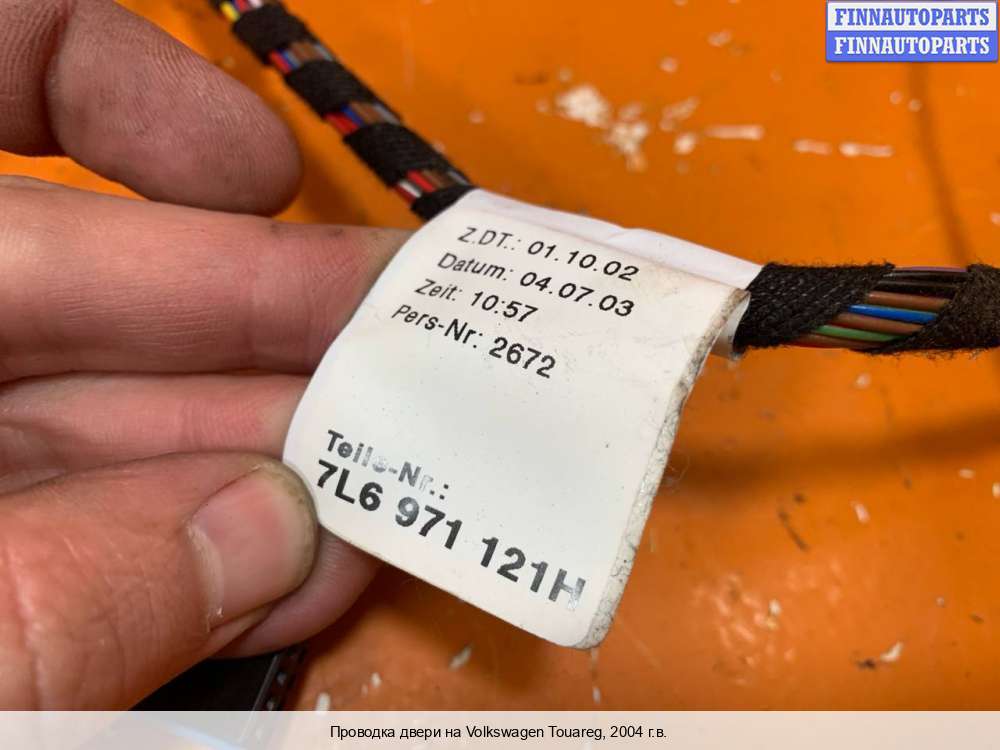 FINNAUTOPARTS
FINNAUTOPARTS
Z.DT.: 01.10.02
Datum: 04.07.03
Zeit: 10:57
Pers-Nr: 2672
Teile-Nr.:
7L6 971 121H
Проводка двери на Volkswagen Touareg, 2004 г.в.